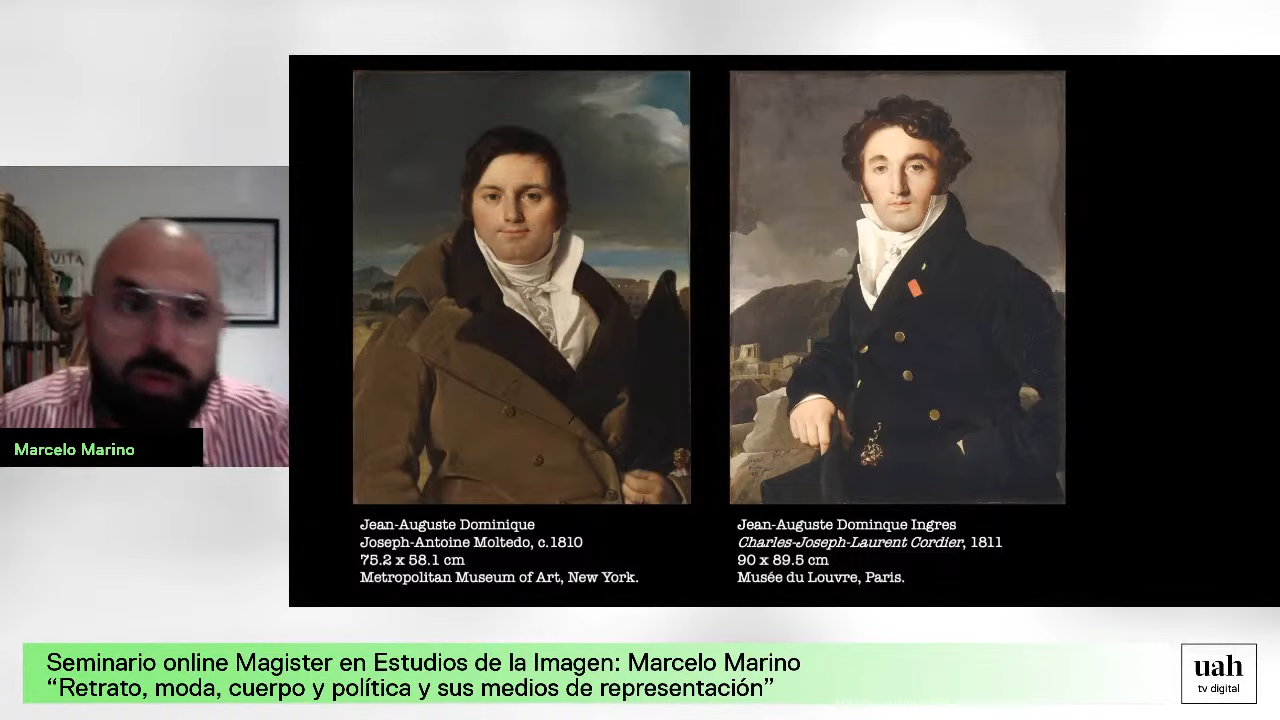 VITA
Marcelo Marino
Jean-Auguste Dominique
Joseph-Antoine Moltedo, c.1810
75.2 x 58.1 cm
Metropolitan Museum of Art, New York.
Jean-Auguste Dominque Ingres
Charles-Joseph-Laurent Cordier, 1811
90 x 89.5 cm
Musée du Louvre, Paris.
Seminario online Magister en Estudios de la Imagen: Marcelo Marino
“Retrato, moda, cuerpo y política y sus medios de representación”
uah
tv digital